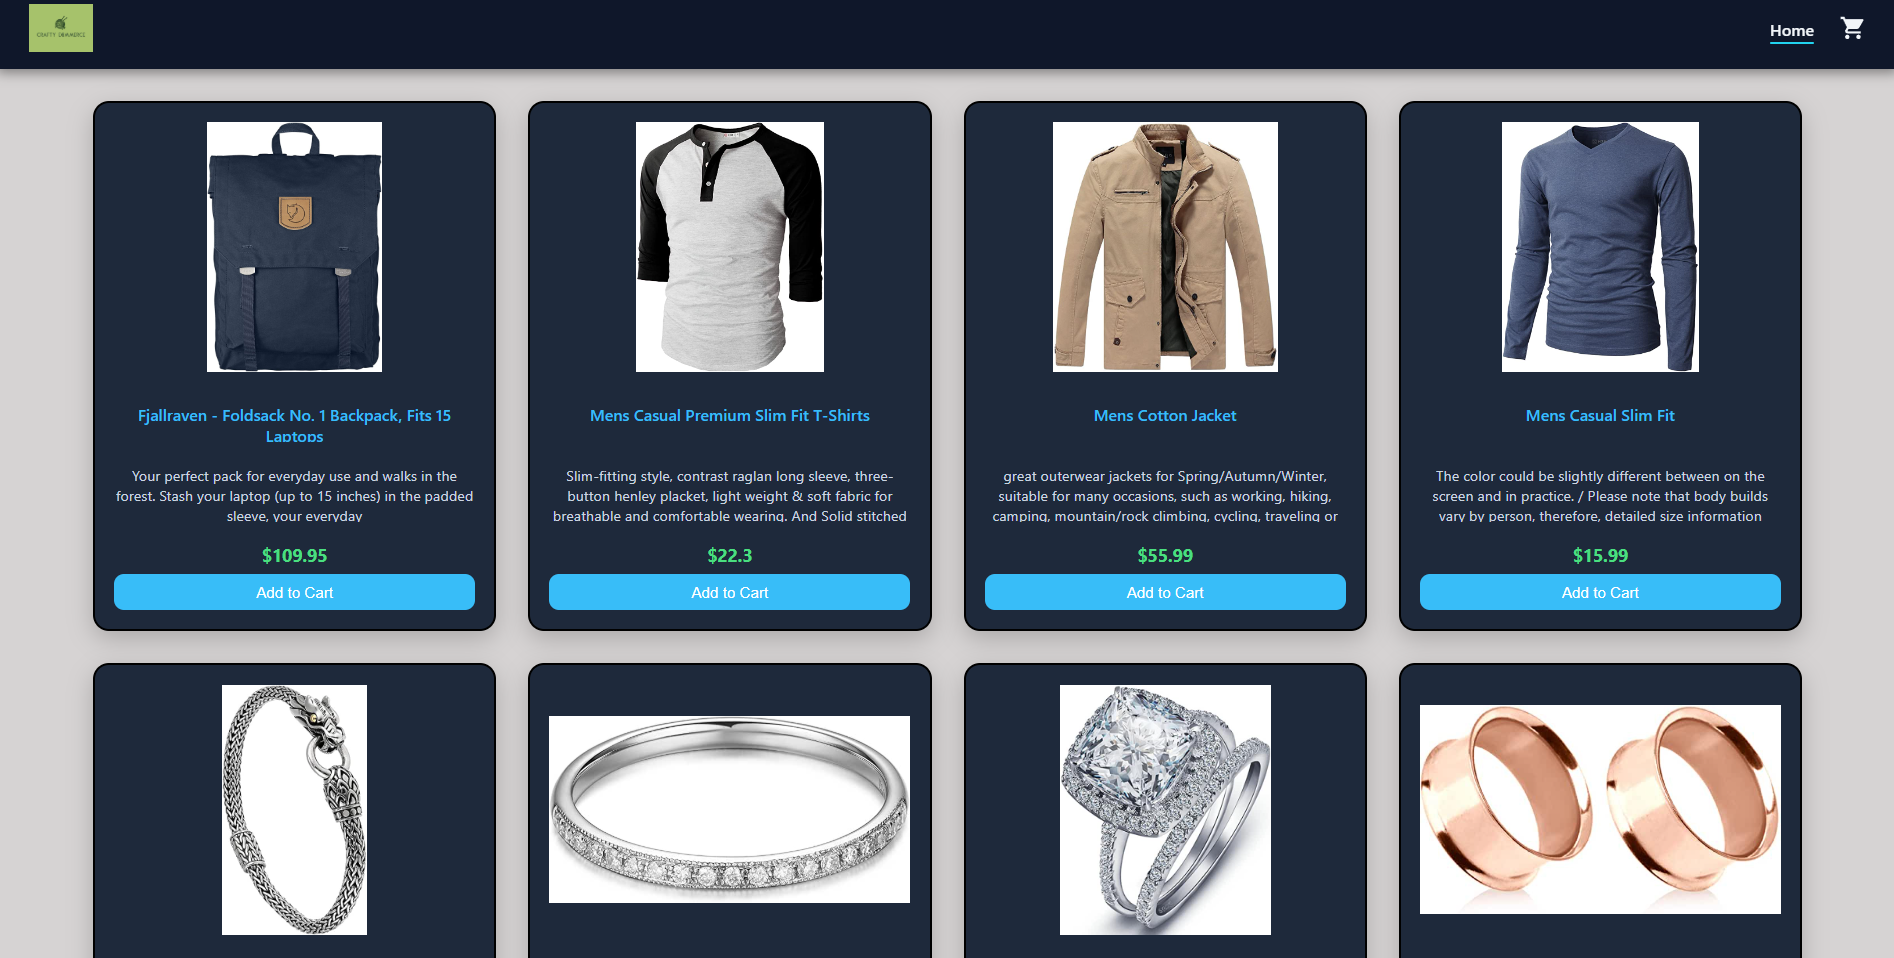 CRAFTY COMMERCE
Home
Fjallraven - Foldsack No. 1 Backpack, Fits 15
Laptops
Your perfect pack for everyday use and walks in the
forest. Stash your laptop (up to 15 inches) in the padded
sleeve, your everyday
$109.95
Add to Cart
Mens Casual Premium Slim Fit T-Shirts
Slim-fitting style, contrast raglan long sleeve, three-
button henley placket, light weight & soft fabric for
breathable and comfortable wearing. And Solid stitched
$22.3
Add to Cart
Mens Cotton Jacket
great outerwear jackets for Spring/Autumn/Winter,
suitable for many occasions, such as working, hiking,
camping, mountain/rock climbing, cycling, traveling or
$55.99
Add to Cart
Mens Casual Slim Fit
The color could be slightly different between on the
screen and in practice. / Please note that body builds
vary by person, therefore, detailed size information
$15.99
Add to Cart